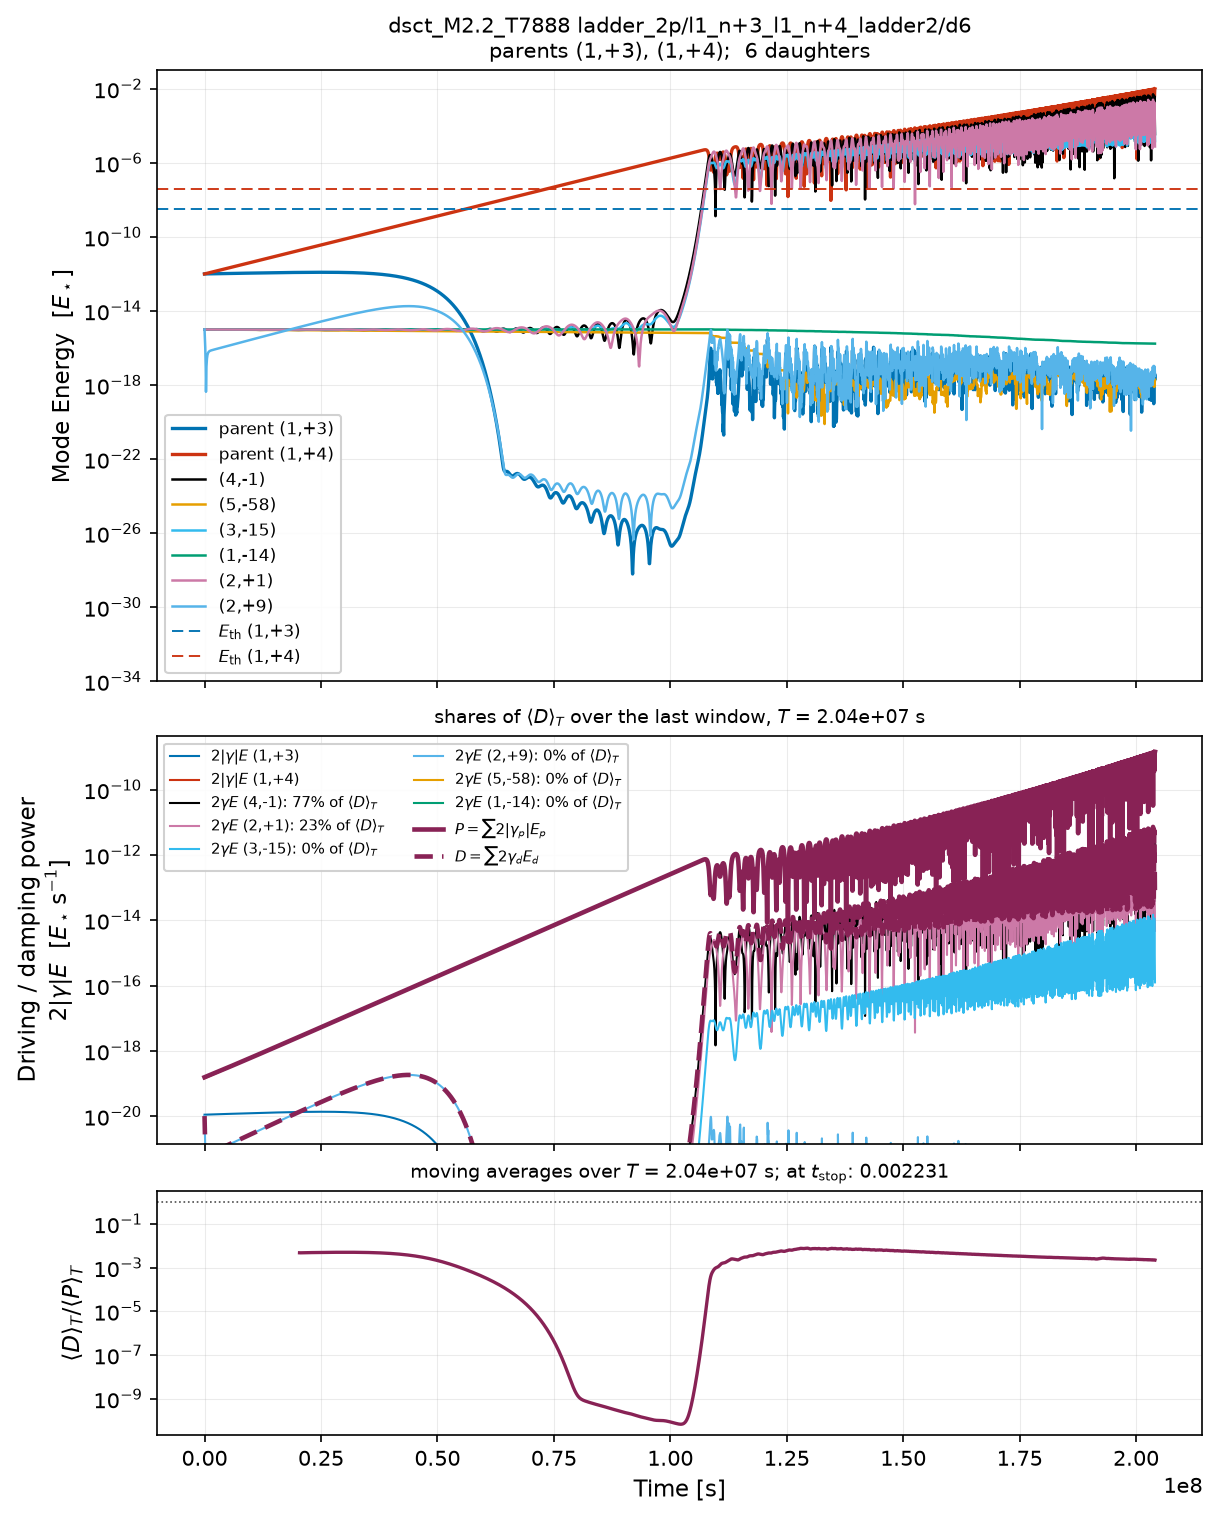 dsct_M2.2_T7888 ladder_2p/l1_n+3_l1_n+4_ladder2/d6
parents (1,+3), (1,+4);  6 daughters
Mode Energy [E⋆]
10⁻²
10⁻⁶
10⁻¹⁰
10⁻¹⁴
10⁻¹⁸
10⁻²²
10⁻²⁶
10⁻³⁰
10⁻³⁴
parent (1,+3)
parent (1,+4)
(4,-1)
(5,-58)
(3,-15)
(1,-14)
(2,+1)
(2,+9)
E_th (1,+3)
E_th (1,+4)
shares of ⟨D⟩_T over the last window, T = 2.04e+07 s
Driving / damping power
2|γ|E [E⋆ s⁻¹]
10⁻¹⁰
10⁻¹²
10⁻¹⁴
10⁻¹⁶
10⁻¹⁸
10⁻²⁰
2|γ|E (1,+3)
2|γ|E (1,+4)
2γE (4,-1): 77% of ⟨D⟩_T
2γE (2,+1): 23% of ⟨D⟩_T
2γE (3,-15): 0% of ⟨D⟩_T
2γE (2,+9): 0% of ⟨D⟩_T
2γE (5,-58): 0% of ⟨D⟩_T
2γE (1,-14): 0% of ⟨D⟩_T
P = ∑2|γ_p|E_p
D = ∑2γ_dE_d
moving averages over T = 2.04e+07 s; at t_stop: 0.002231
⟨D⟩_T/⟨P⟩_T
10⁻¹
10⁻³
10⁻⁵
10⁻⁷
10⁻⁹
0.00 0.25 0.50 0.75 1.00 1.25 1.50 1.75 2.00
Time [s]
1e8